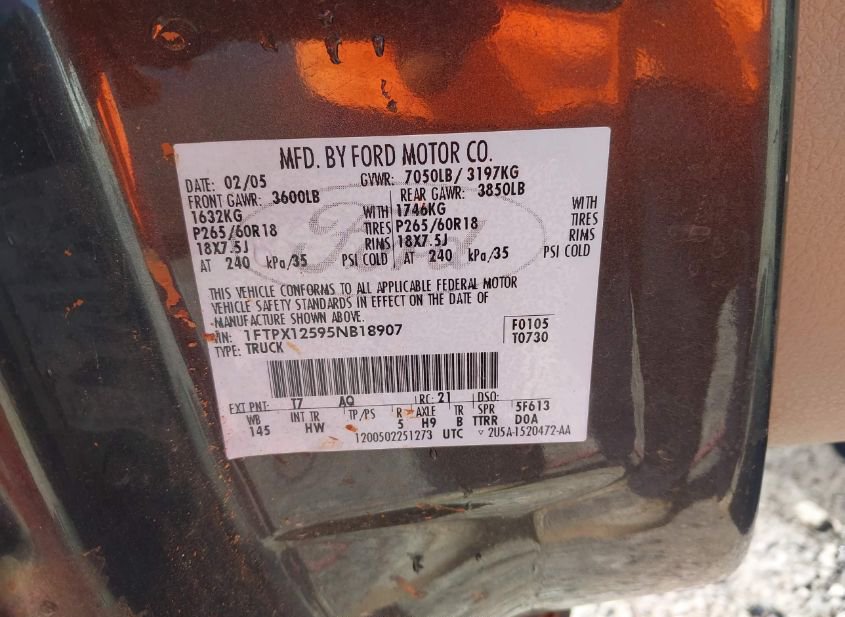 MFD. BY FORD MOTOR CO.
DATE: 02/05 GVWR: 7050LB/ 3197KG
FRONT GAWR: 3600LB REAR GAWR: 3850LB
1632KG WITH 1746KG WITH
P265/60R18 TIRES P265/60R18 TIRES
18X7.5J RIMS 18X7.5J RIMS
AT 240 kPa/35 PSI COLD AT 240 kPa/35 PSI COLD
Ford
THIS VEHICLE CONFORMS TO ALL APPLICABLE FEDERAL MOTOR
VEHICLE SAFETY STANDARDS IN EFFECT ON THE DATE OF
MANUFACTURE SHOWN ABOVE.
VIN: 1FTPX12595NB18907 F0105
TYPE: TRUCK T0730
EXT PNT: T7 AQ RC: 21 DSO:
WB INT TR TP/PS R AXLE TR SPR 5F613
145 HW 5 H9 B TTRR DOA
1200502251273 UTC ▽ 2U5A-1520472-AA